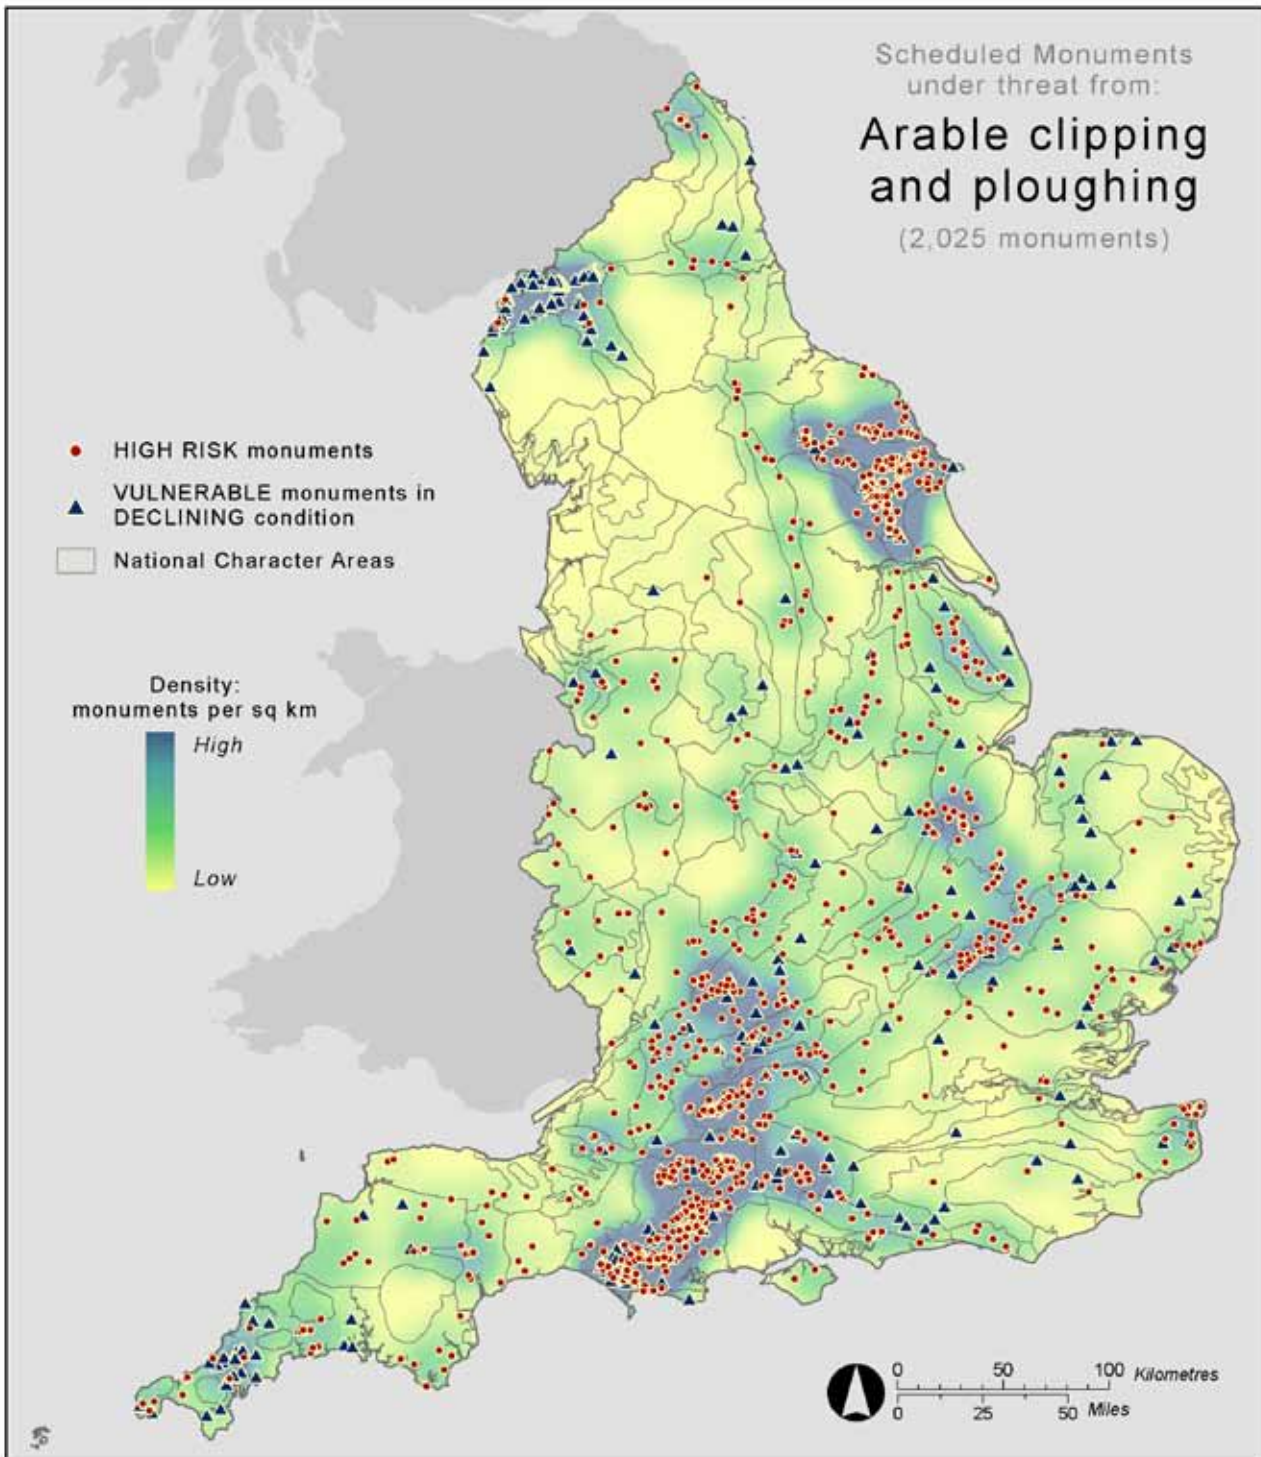 Scheduled Monuments
under threat from:
Arable clipping
and ploughing
(2,025 monuments)
HIGH RISK monuments
VULNERABLE monuments in
DECLINING condition
National Character Areas
Density:
monuments per sq km
High
Low
0 50 100 Kilometres
0 25 50 Miles